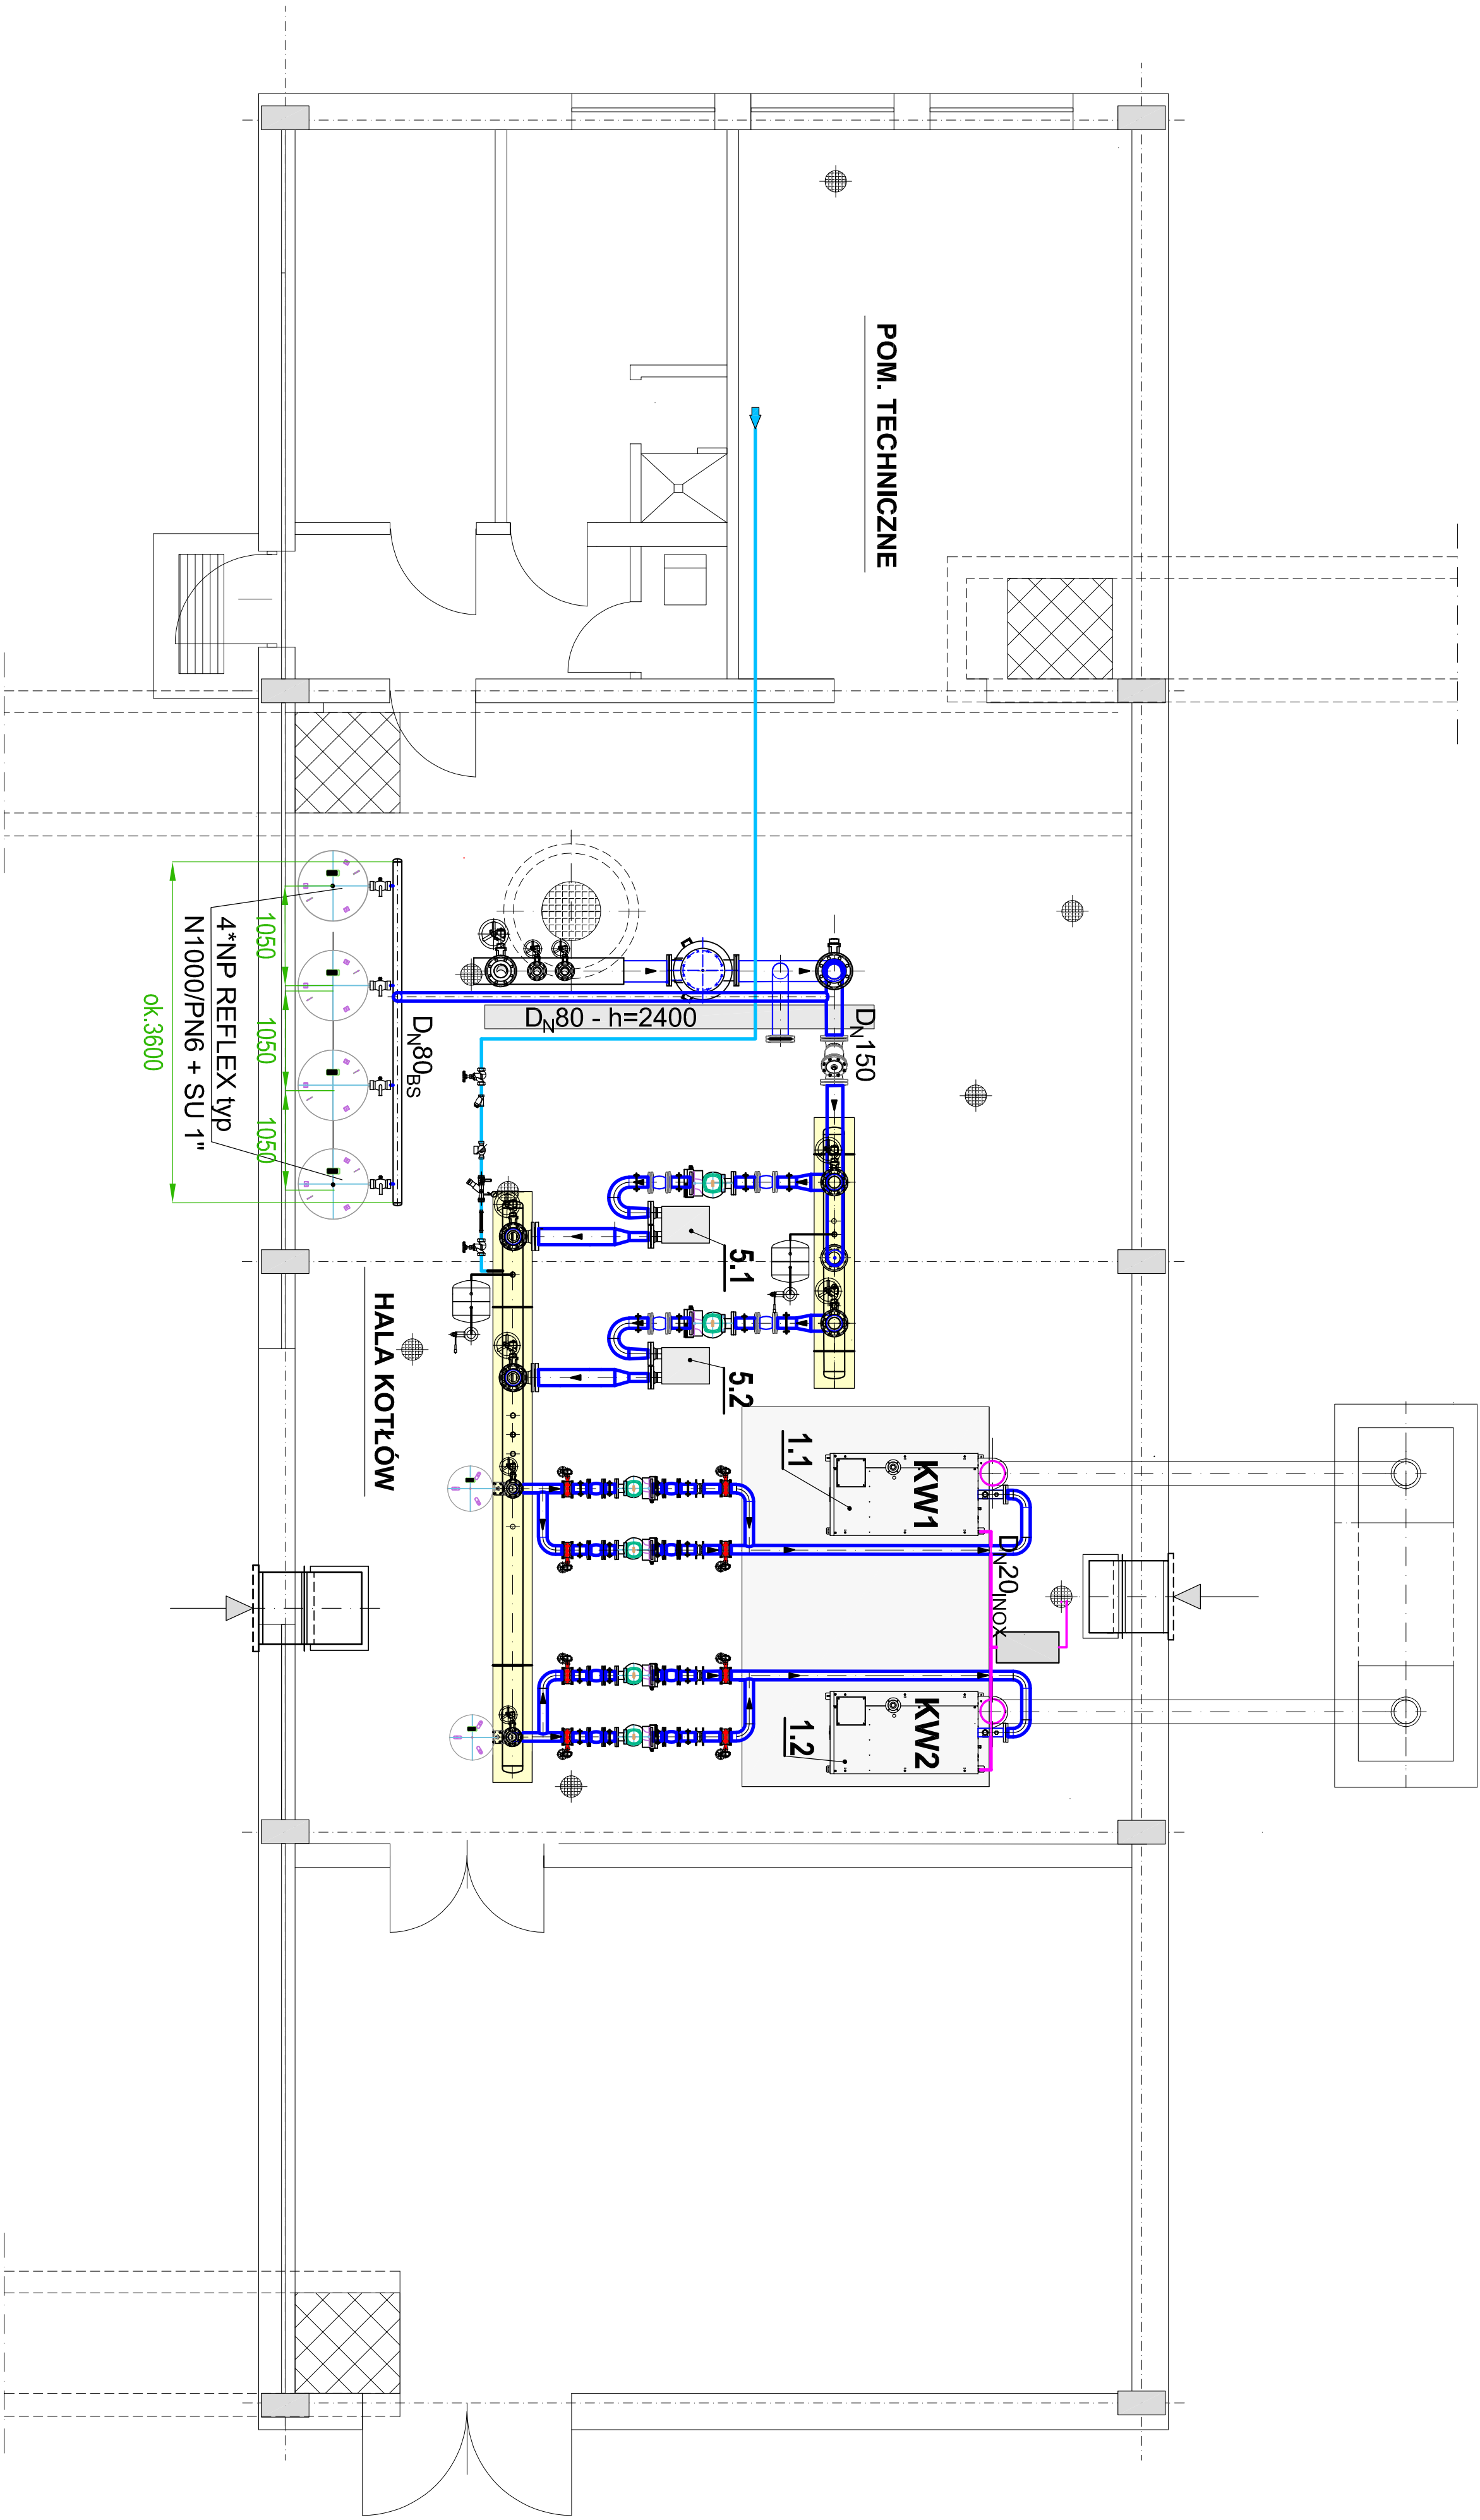 POM. TECHNICZNE
DN150
DN80 - h=2400
DN80BS
1050
1050
1050
ok.3600
4*NP REFLEX typ
N1000/PN6 + SU 1"
5.1
5.2
HALA KOTŁÓW
1.1
KW1
DN20INOX
KW2
1.2